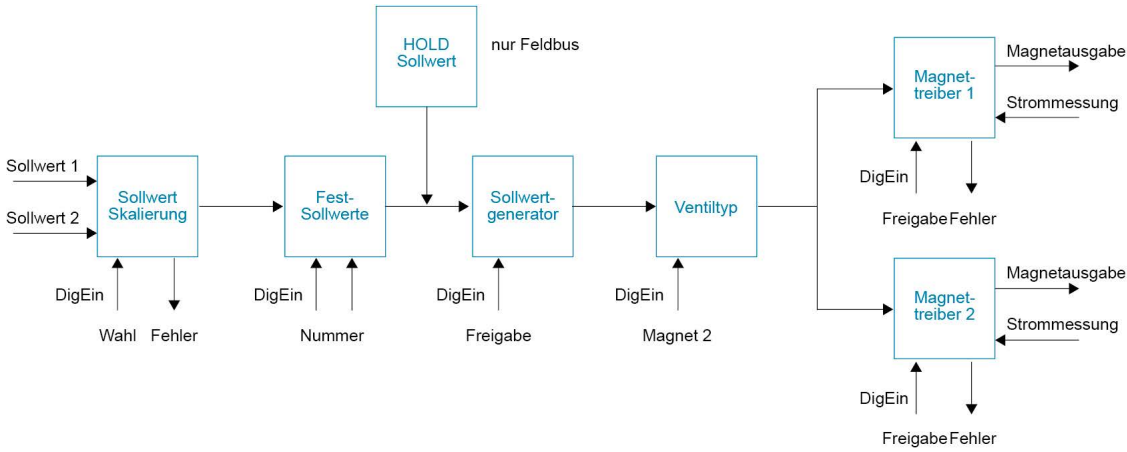 HOLD
Sollwert
nur Feldbus
Magnet-
treiber 1
Magnetausgabe
Strommessung
DigEin
Freigabe Fehler
Sollwert 1
Sollwert 2
Sollwert
Skalierung
Fest-
Sollwerte
Sollwert-
generator
Ventiltyp
DigEin
Wahl
Fehler
DigEin
Nummer
DigEin
Freigabe
DigEin
Magnet 2
Magnet-
treiber 2
Magnetausgabe
Strommessung
DigEin
Freigabe Fehler